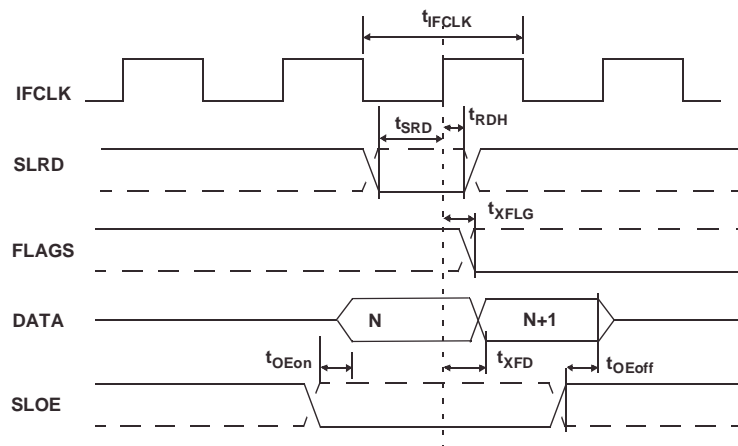 tIFCLK
IFCLK
tSRD
tRDH
SLRD
tXFLG
FLAGS
DATA
N
N+1
tOEon
tXFD
tOEoff
SLOE